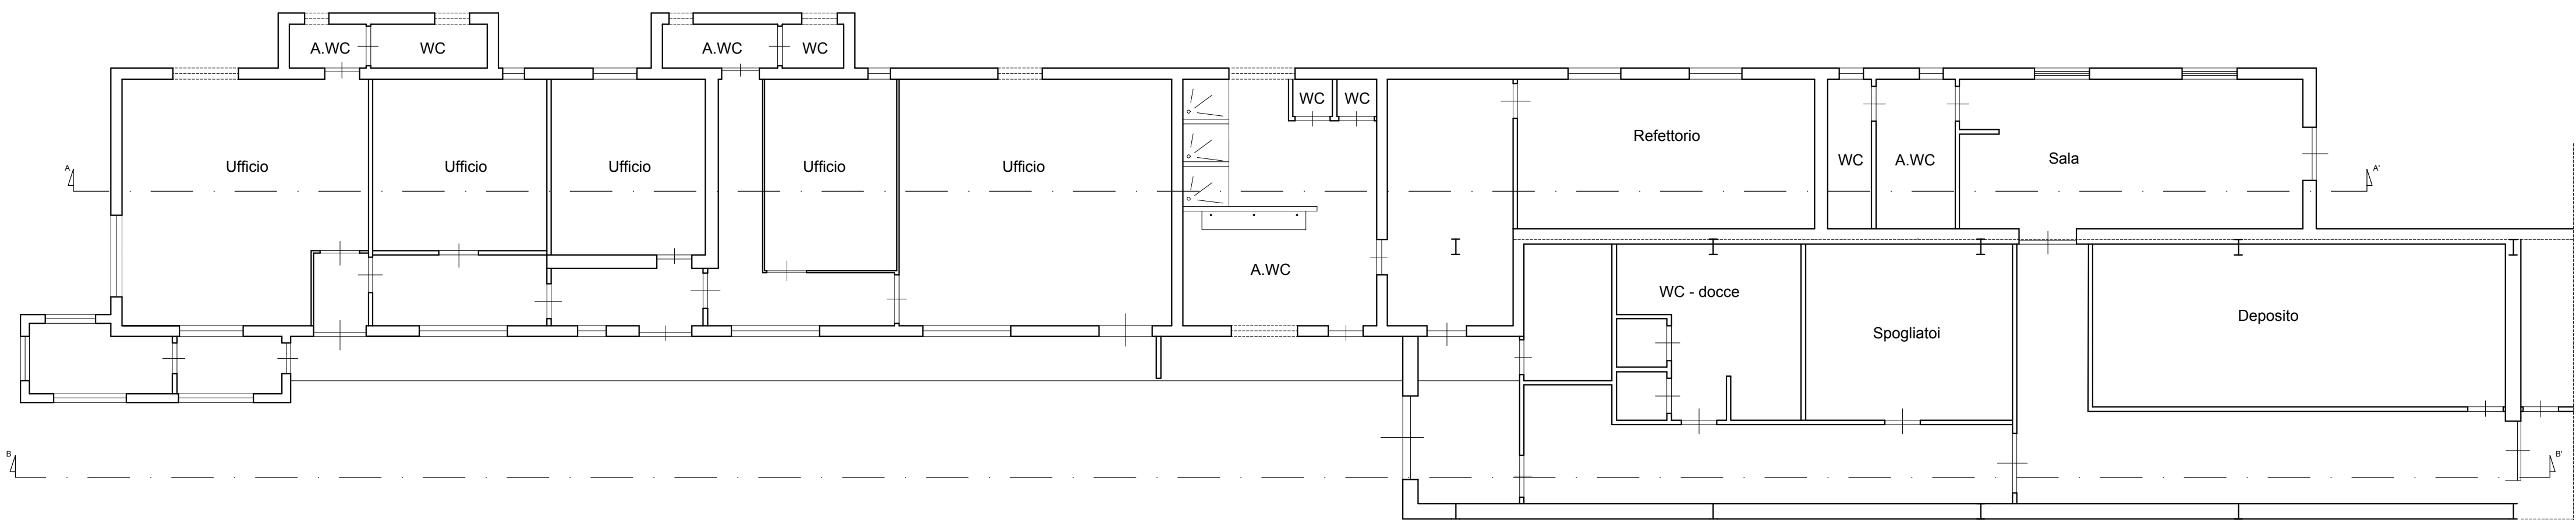 A.WC
WC
A.WC
WC
WC
WC
Refettorio
Ufficio
Ufficio
Ufficio
Ufficio
Ufficio
WC
A.WC
Sala
A
A'
A.WC
WC - docce
Deposito
Spogliatoi
B
B'